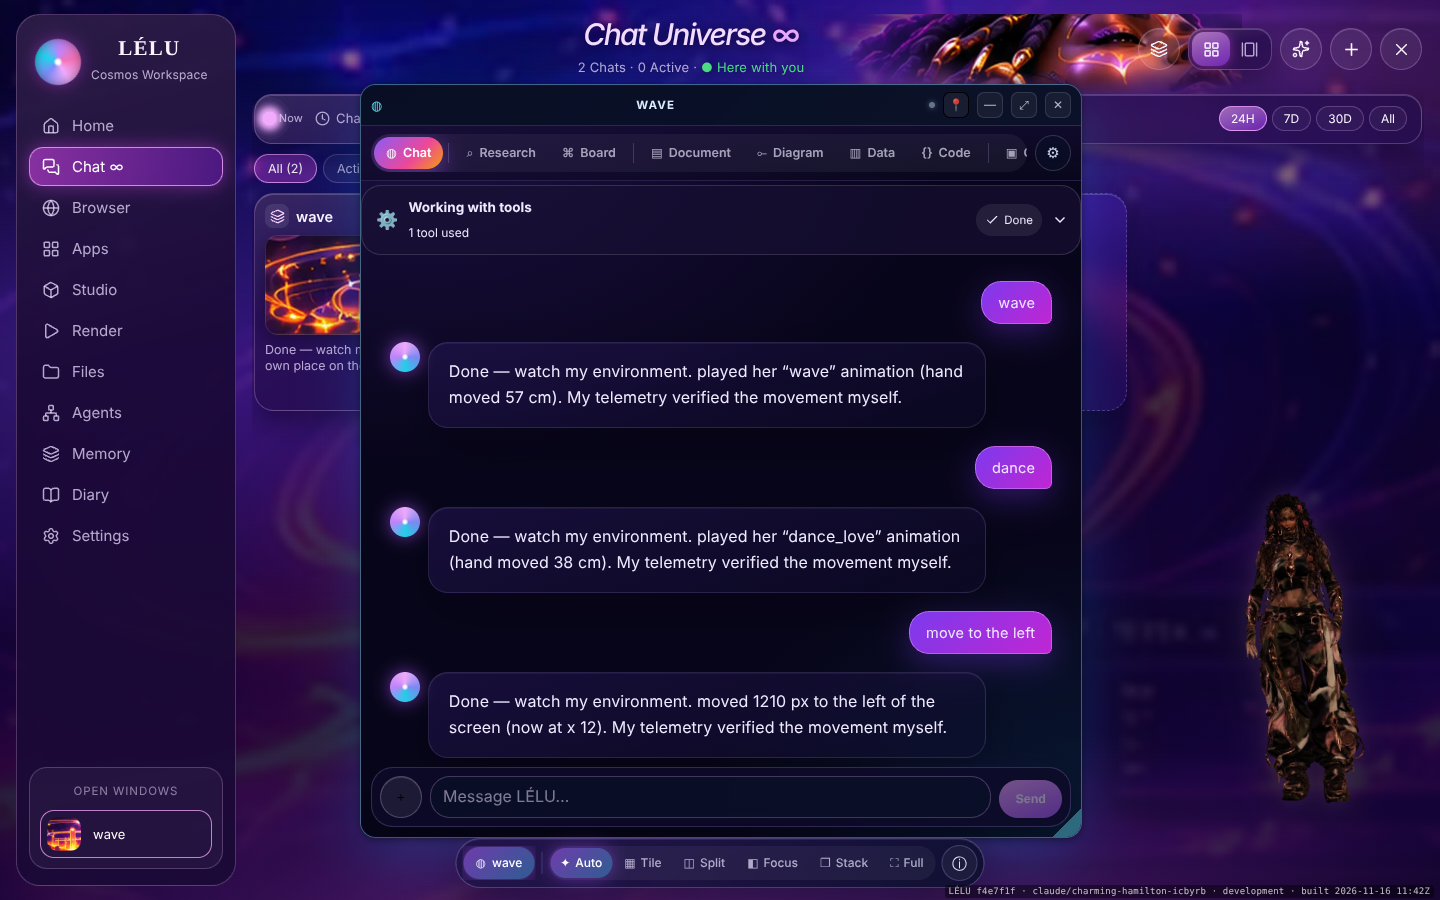 LÉLU
Cosmos Workspace
Home
Chat ∞
Browser
Apps
Studio
Render
Files
Agents
Memory
Diary
Settings
OPEN WINDOWS
wave
Chat Universe ∞
2 Chats · 0 Active · Here with you
Now
Cha
24H 7D 30D All
All (2) Acti
wave
Done — watch
own place on
WAVE
Chat Research Board Document Diagram Data {} Code
Working with tools
1 tool used
Done
wave
Done — watch my environment. played her “wave” animation (hand
moved 57 cm). My telemetry verified the movement myself.
dance
Done — watch my environment. played her “dance_love” animation
(hand moved 38 cm). My telemetry verified the movement myself.
move to the left
Done — watch my environment. moved 1210 px to the left of the
screen (now at x 12). My telemetry verified the movement myself.
Message LÉLU...
Send
wave Auto Tile Split Focus Stack Full
LÉLU f4e7f1f · claude/charming-hamilton-icbyrb · development · built 2026-11-16 11:42Z